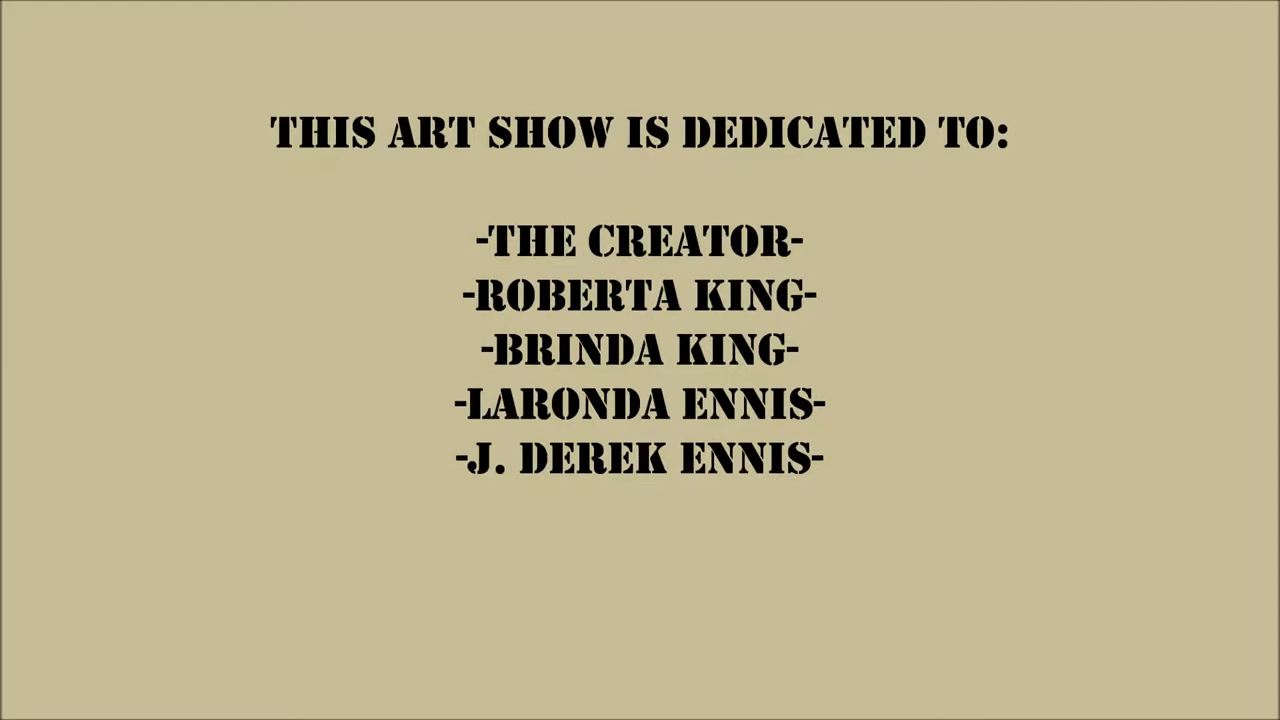 THIS ART SHOW IS DEDICATED TO:
-THE CREATOR-
-ROBERTA KING-
-BRINDA KING-
-LARONDA ENNIS-
-J. DEREK ENNIS-